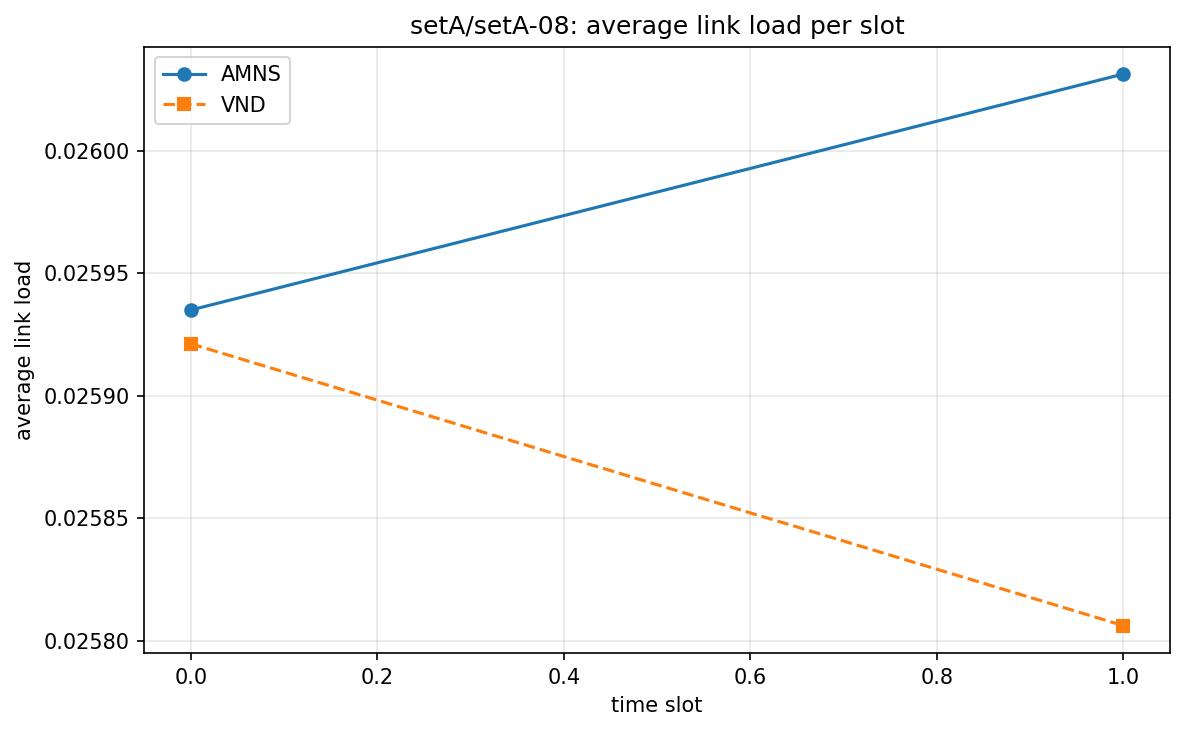 setA/setA-08: average link load per slot
AMNS
VND
0.02600
0.02595
0.02590
0.02585
0.02580
average link load
0.0 0.2 0.4 0.6 0.8 1.0
time slot